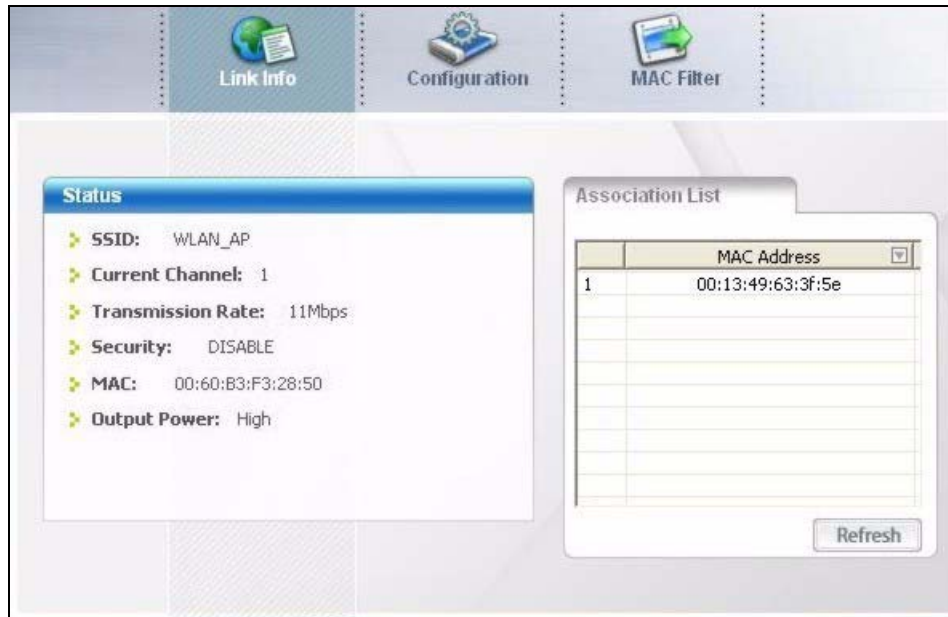 Link Info
Configuration
MAC Filter
Status
SSID: WLAN_AP
Current Channel: 1
Transmission Rate: 11Mbps
Security: DISABLE
MAC: 00:60:B3:F3:28:50
Output Power: High
Association List
MAC Address
1 00:13:49:63:3f:5e
Refresh